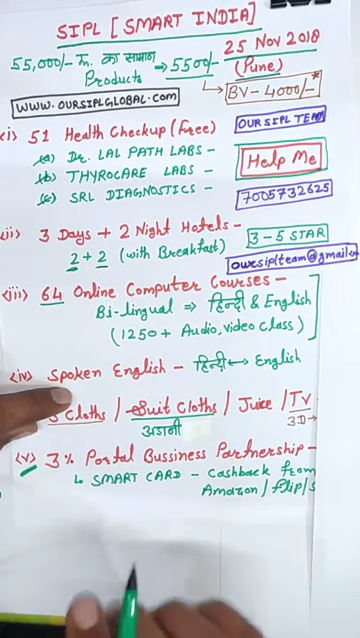 SIPL [SMART INDIA]
55,000/- रु. का सामान
Products ⇒ 5500/-
25 Nov 2018
(Pune)
BV - 4000/-*
WWW.OURSIPLGLOBAL.COM
<i> 51 Health Checkup (Free)
OUR SIPL TEAM
(a) Dr. LAL PATH LABS -
(b) THYROCARE LABS -
(c) SRL DIAGNOSTICS -
Help Me
7005732625
<ii> 3 Days + 2 Night Hotels -
2 + 2 (with Breakfast)
3-5 STAR
oursiplteam@gmail.
<iii> 64 Online Computer Courses -
Bi-lingual ⇒ हिन्दी & English
(1250+ Audio, video class)
<iv> Spoken English - हिन्दी ↔ English
Cloths / Suit Cloths / Juice / TV
3D→
<v> 3% Portal Bussiness Partnership -
↳ SMART CARD - Cashback from
Amazon / flip/s